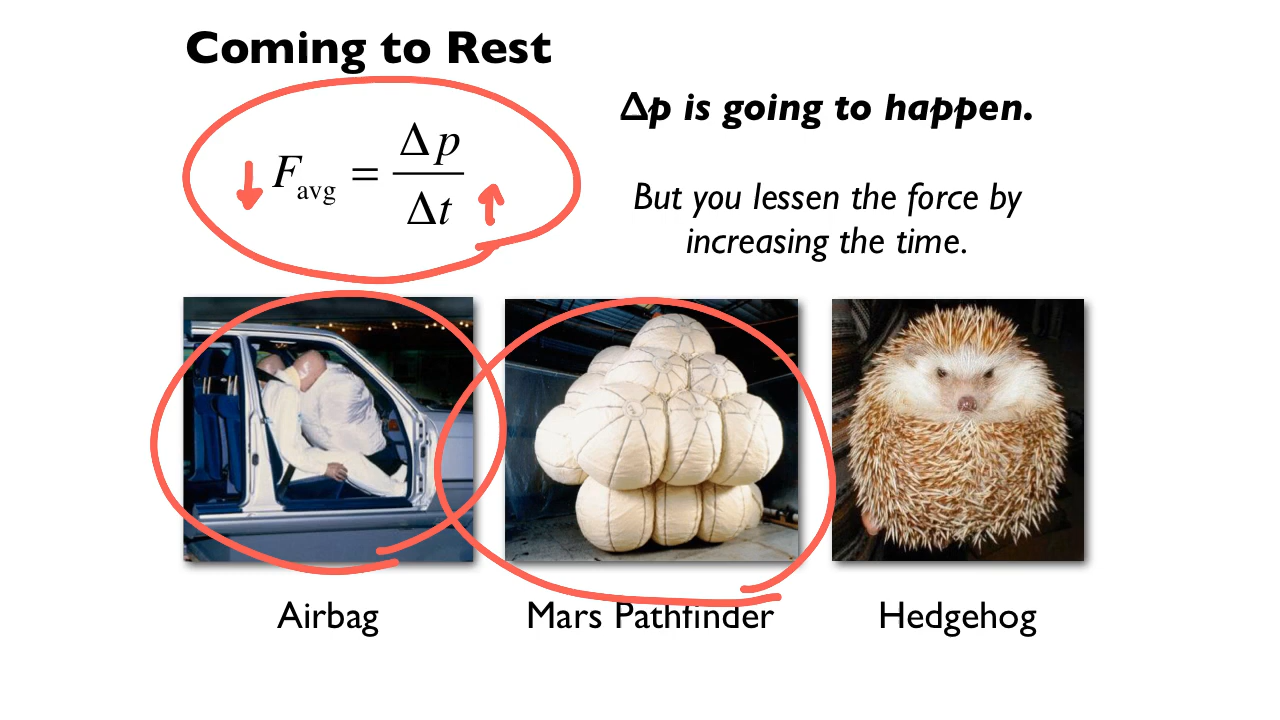 Coming to Rest
F_avg = Δp / Δt
Δp is going to happen.
But you lessen the force by
increasing the time.
Airbag
Mars Pathfinder
Hedgehog